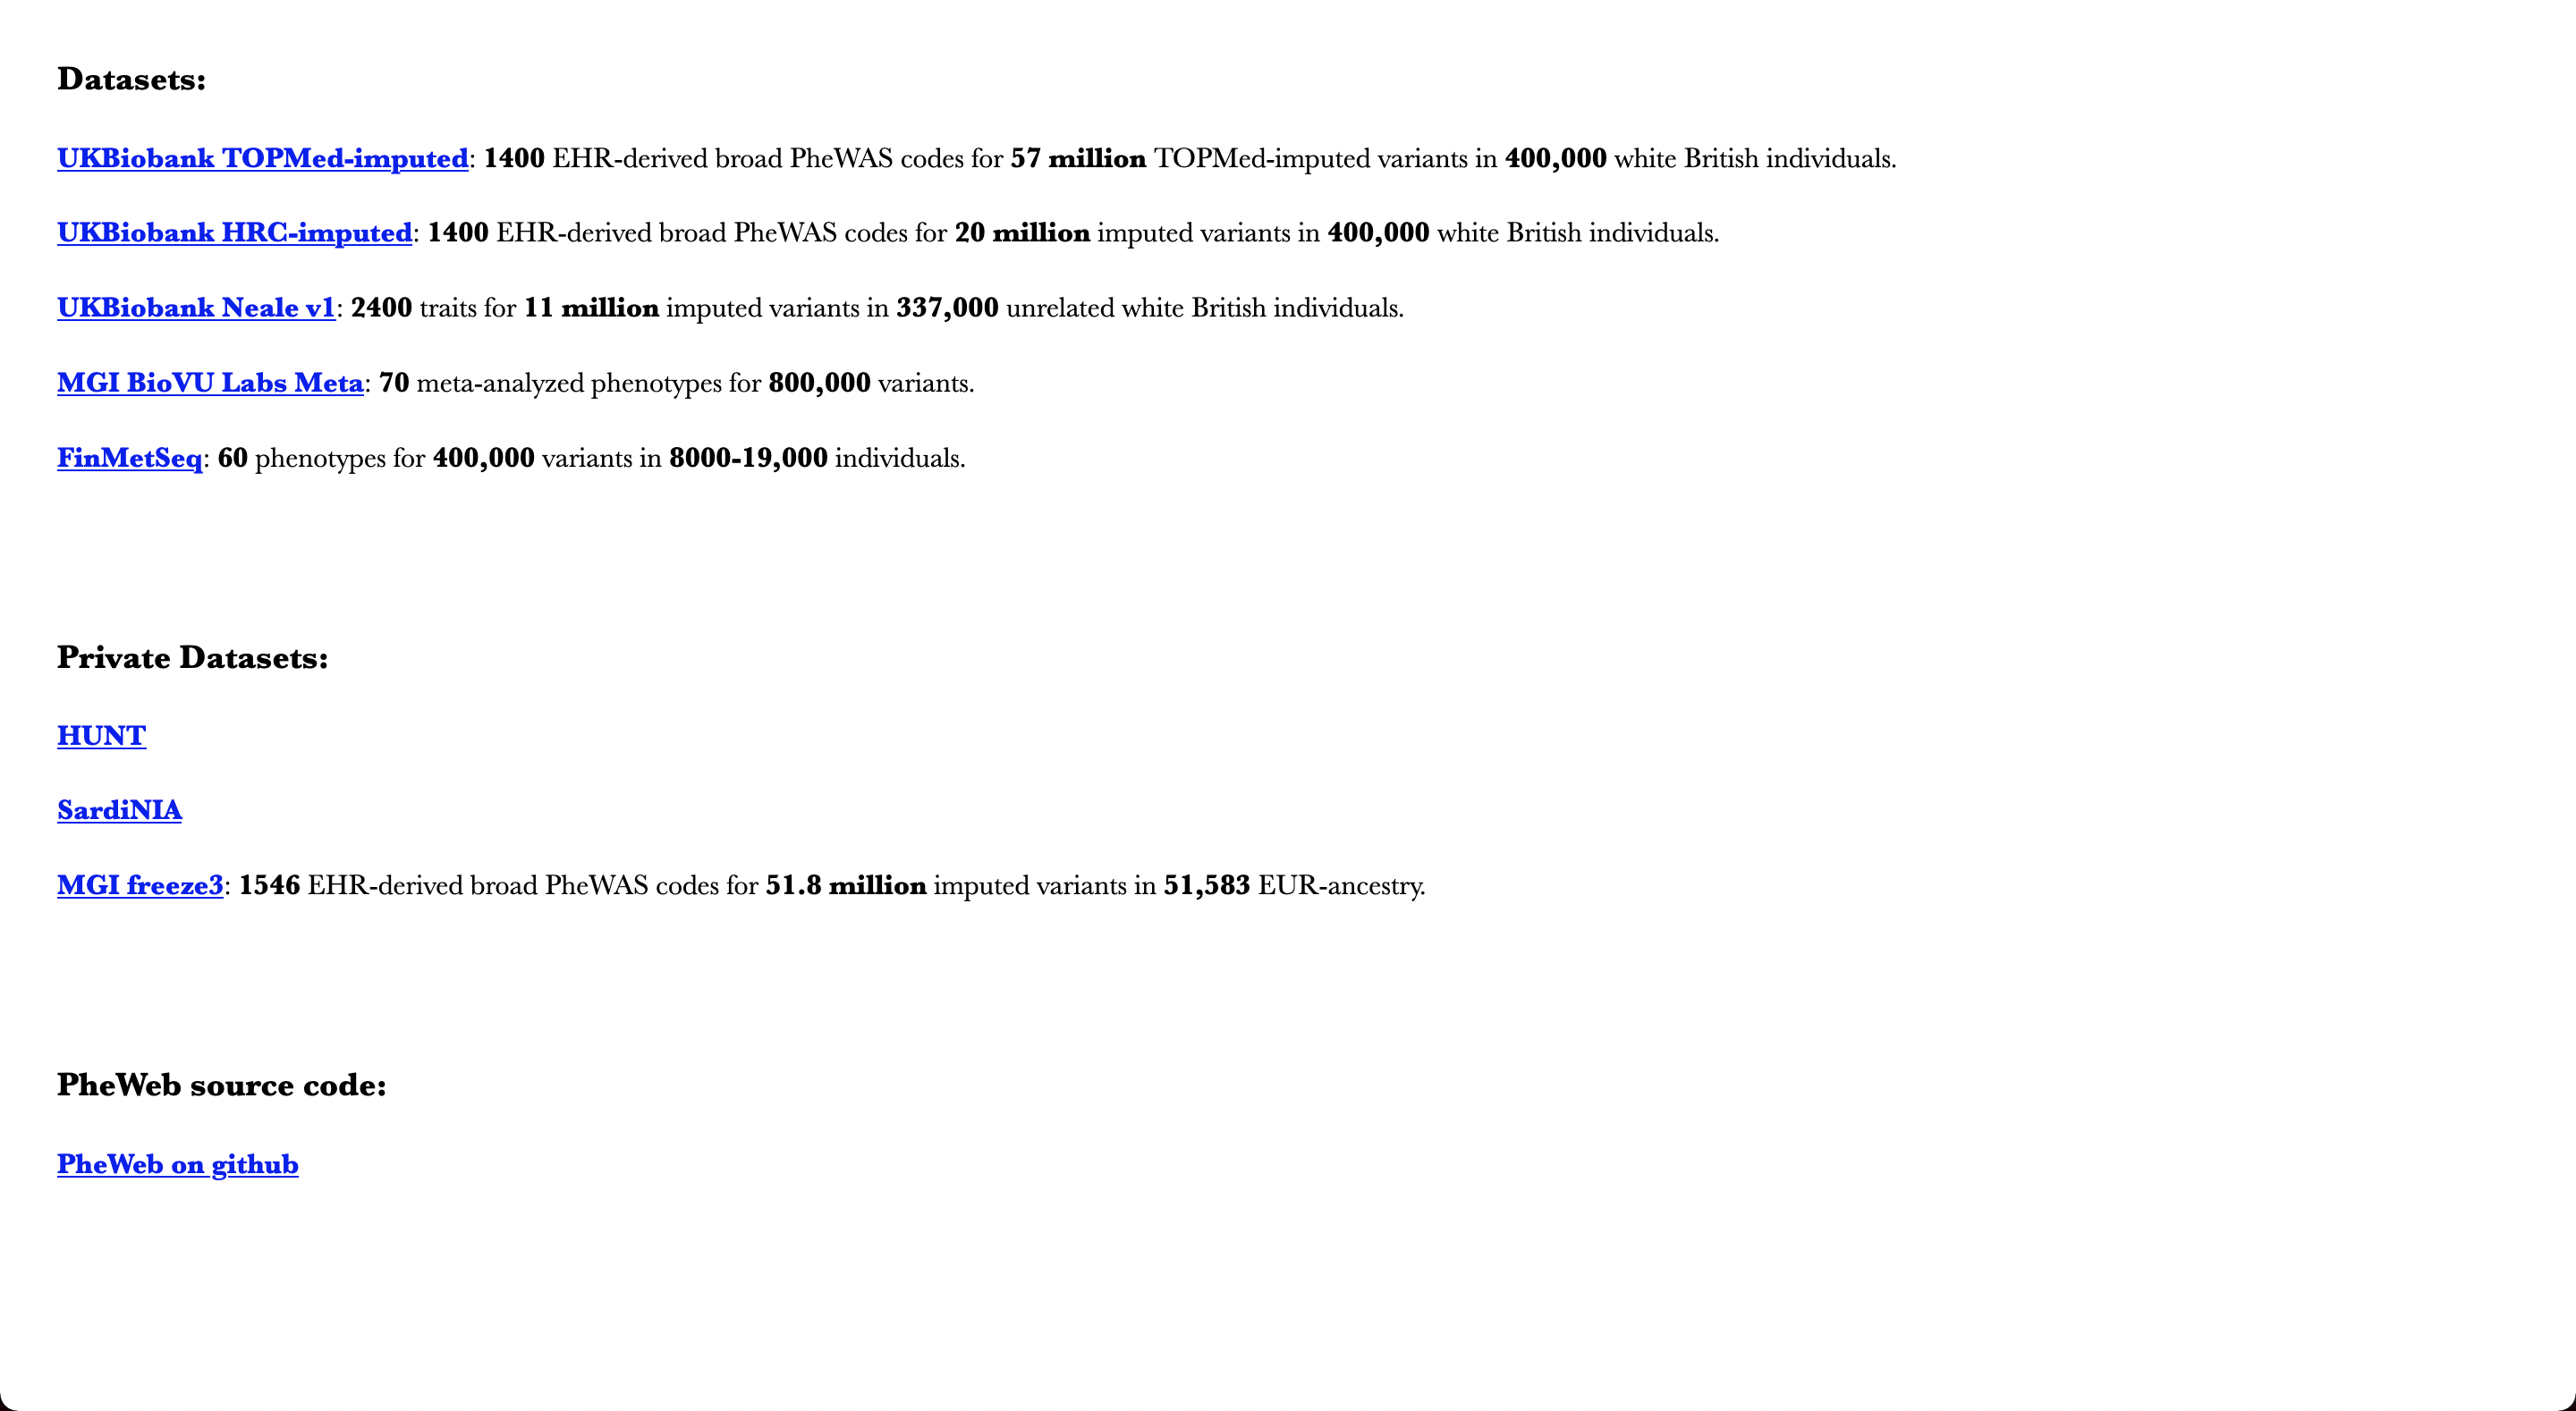 Datasets:
UKBiobank TOPMed-imputed: 1400 EHR-derived broad PheWAS codes for 57 million TOPMed-imputed variants in 400,000 white British individuals.
UKBiobank HRC-imputed: 1400 EHR-derived broad PheWAS codes for 20 million imputed variants in 400,000 white British individuals.
UKBiobank Neale v1: 2400 traits for 11 million imputed variants in 337,000 unrelated white British individuals.
MGI BioVU Labs Meta: 70 meta-analyzed phenotypes for 800,000 variants.
FinMetSeq: 60 phenotypes for 400,000 variants in 8000-19,000 individuals.
Private Datasets:
HUNT
SardiNIA
MGI freeze3: 1546 EHR-derived broad PheWAS codes for 51.8 million imputed variants in 51,583 EUR-ancestry.
PheWeb source code:
PheWeb on github